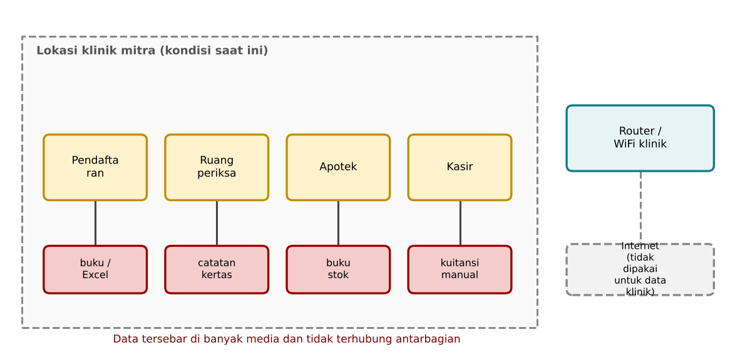 Lokasi klinik mitra (kondisi saat ini)
Pendafta
ran
Ruang
periksa
Apotek
Kasir
Router /
WiFi klinik
buku /
Excel
catatan
kertas
buku
stok
kuitansi
manual
Internet
(tidak
dipakai
untuk data
klinik)
Data tersebar di banyak media dan tidak terhubung antarbagian